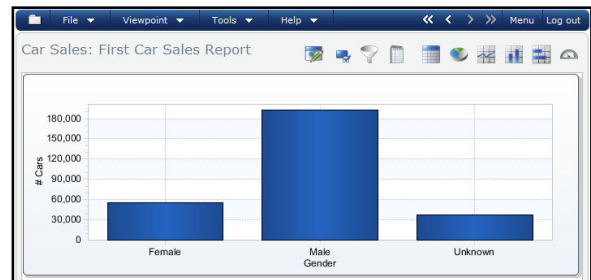 File Viewpoint Tools Help Menu Log out
Car Sales: First Car Sales Report
180,000
150,000
120,000
90,000
60,000
30,000
0
# Cars
Female Male Unknown
Gender